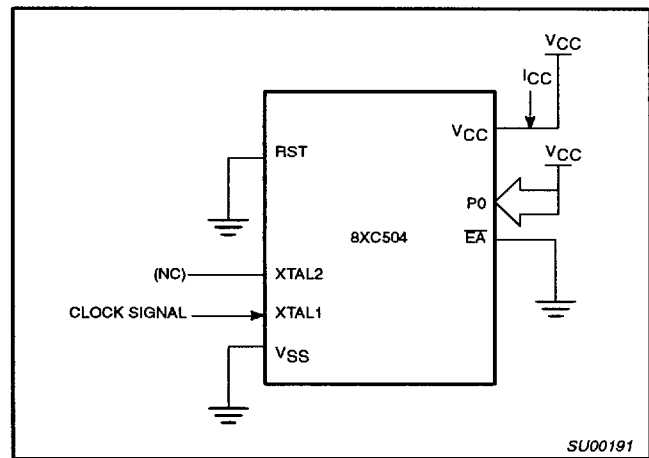 VCC
ICC
VCC
RST
VCC
P0
8XC504
EA
(NC)
XTAL2
CLOCK SIGNAL
XTAL1
VSS
SU00191